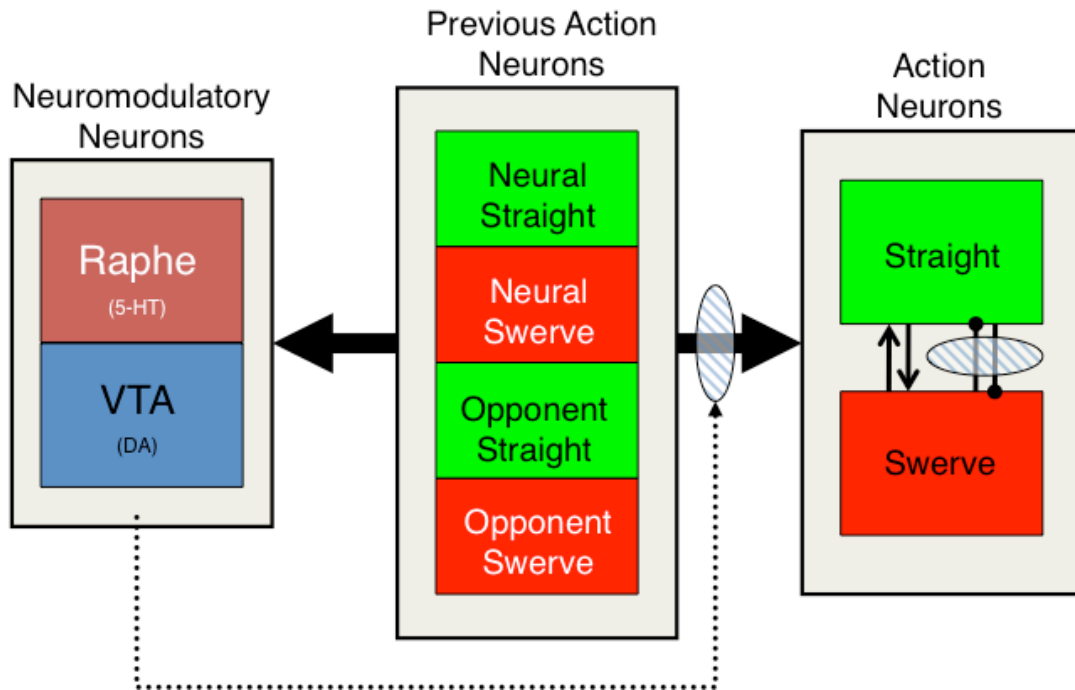 Neuromodulatory
Neurons
Raphe
(5-HT)
VTA
(DA)
Previous Action
Neurons
Neural
Straight
Neural
Swerve
Opponent
Straight
Opponent
Swerve
Action
Neurons
Straight
Swerve